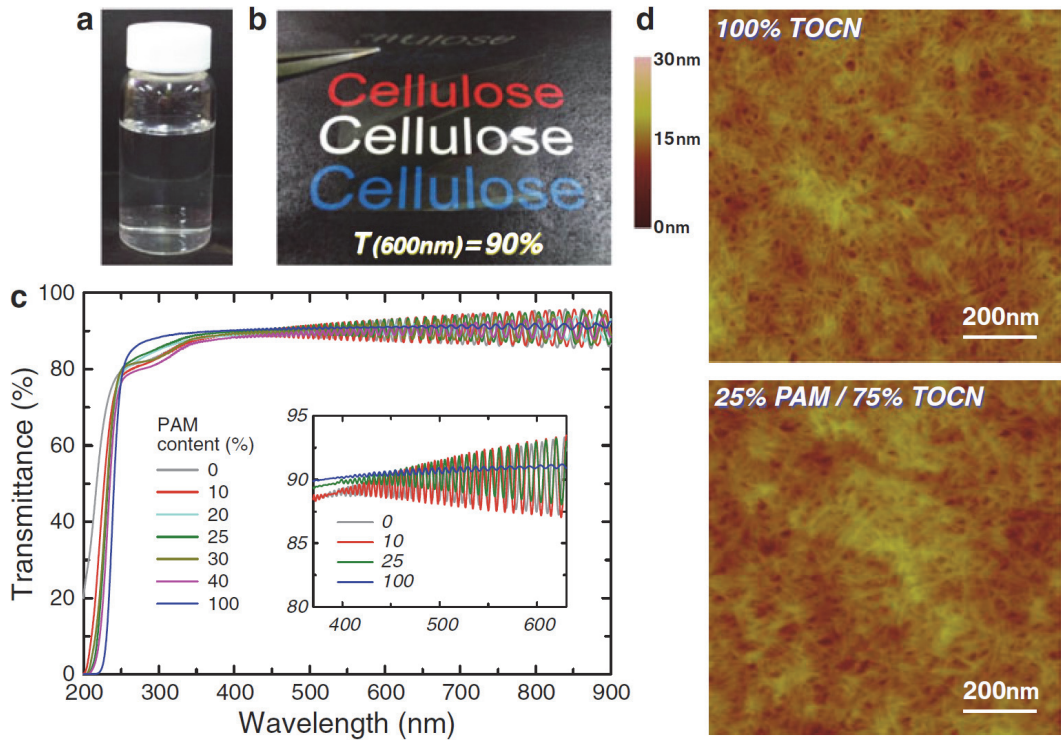 a
b
cellulose
Cellulose
Cellulose
Cellulose
T(600nm)=90%
c
100
80
60
40
20
0
Transmittance (%)
PAM
content (%)
0
10
20
25
30
40
100
95
90
85
80
0
10
25
100
400 500 600
200 300 400 500 600 700 800 900
Wavelength (nm)
d
30nm
15nm
0nm
100% TOCN
200nm
25% PAM / 75% TOCN
200nm